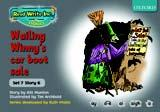 Read Write Inc.
OXFORD
Wailing
Winny's
car boot
sale
Set 7 Story 6
Story by Gill Munton
Illustrated by Tim Archbold
Series developed by Ruth Miskin